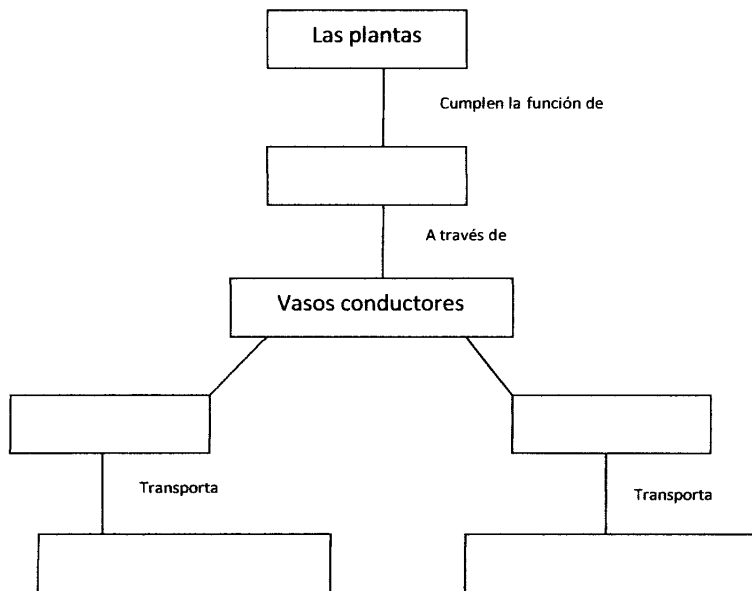 Las plantas
Cumplen la función de
A través de
Vasos conductores
Transporta
Transporta